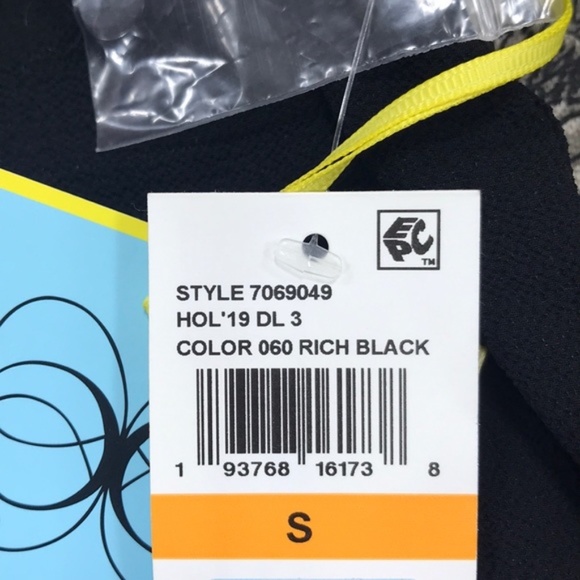 EPC
TM
STYLE 7069049
HOL'19 DL 3
COLOR 060 RICH BLACK
1 93768 16173 8
S